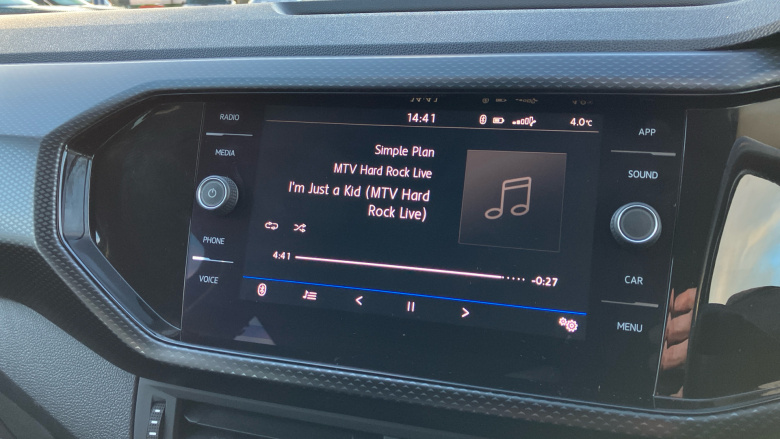 RADIO
MEDIA
PHONE
VOICE
14:41
4.0°C
Simple Plan
MTV Hard Rock Live
I'm Just a Kid (MTV Hard
Rock Live)
4:41
-0:27
APP
SOUND
CAR
MENU